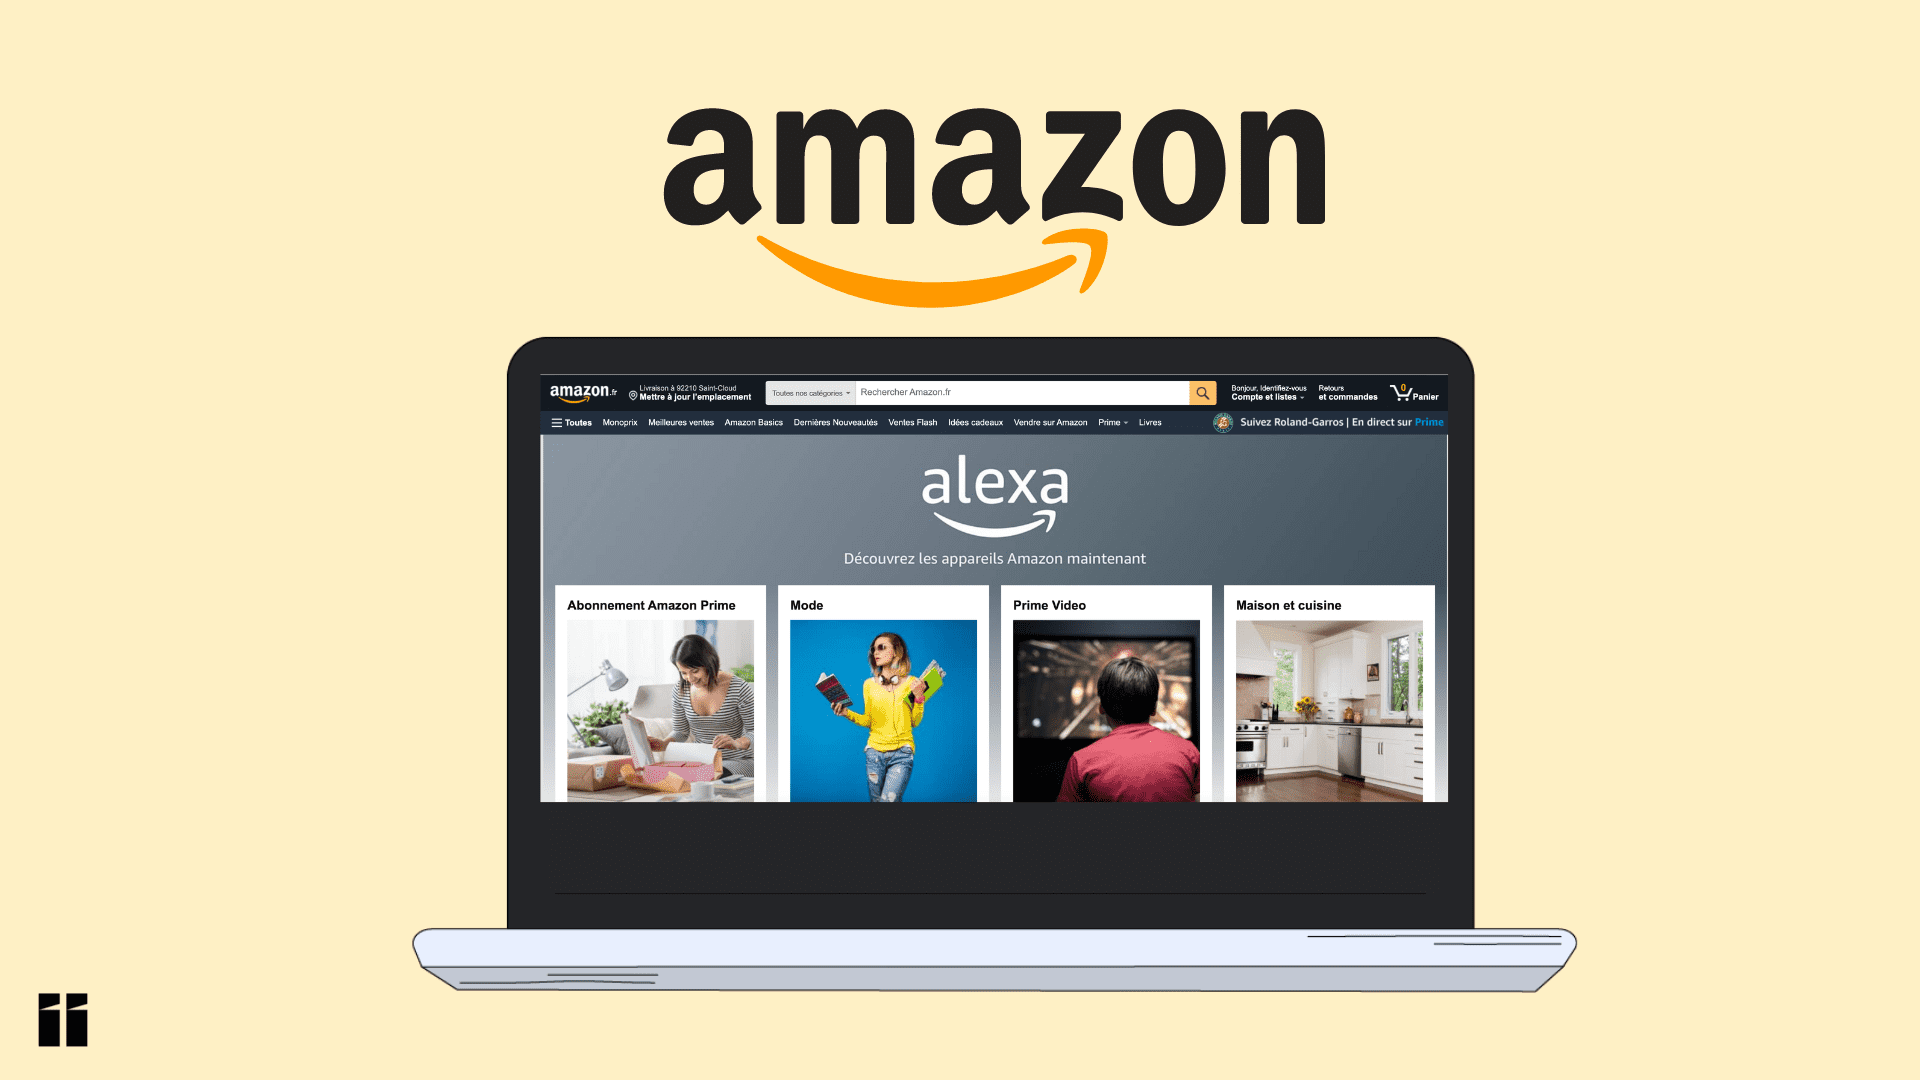 amazon
amazon.fr
Livraison à 92210 Saint-Cloud
Mettre à jour l'emplacement
Toutes nos catégories
Rechercher Amazon.fr
Bonjour, Identifiez-vous
Compte et listes
Retours
et commandes
0
Panier
Toutes Monoprix Meilleures ventes Amazon Basics Dernières Nouveautés Ventes Flash Idées cadeaux Vendre sur Amazon Prime Livres Suivez Roland-Garros | En direct sur Prime
alexa
Découvrez les appareils Amazon maintenant
Abonnement Amazon Prime
Mode
Prime Video
Maison et cuisine